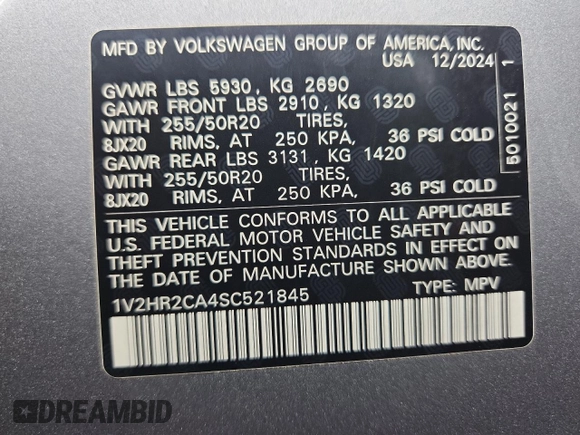 MFD BY VOLKSWAGEN GROUP OF AMERICA, INC.
USA 12/2024
GVWR LBS 5930, KG 2690
GAWR FRONT LBS 2910, KG 1320
WITH 255/50R20 TIRES,
8JX20 RIMS, AT 250 KPA, 36 PSI COLD
GAWR REAR LBS 3131, KG 1420
WITH 255/50R20 TIRES,
8JX20 RIMS, AT 250 KPA, 36 PSI COLD
THIS VEHICLE CONFORMS TO ALL APPLICABLE
U.S. FEDERAL MOTOR VEHICLE SAFETY AND
THEFT PREVENTION STANDARDS IN EFFECT ON
THE DATE OF MANUFACTURE SHOWN ABOVE.
1V2HR2CA4SC521845 TYPE: MPV
5010021 1
DREAMBID